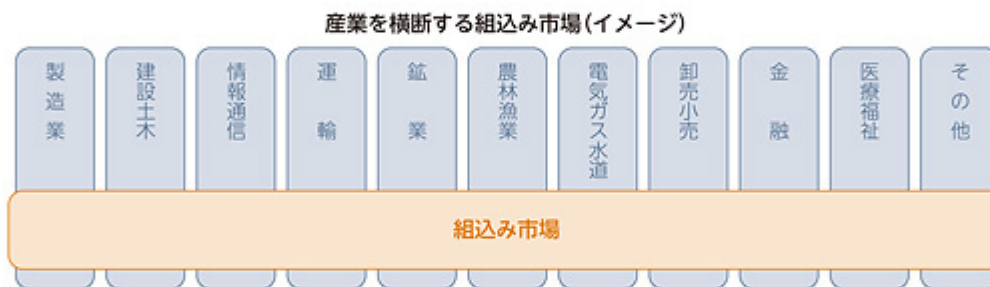 産業を横断する組込み市場(イメージ)
製造業
建設土木
情報通信
運輸
鉱業
農林漁業
電気ガス水道
卸売小売
金融
医療福祉
その他
組込み市場